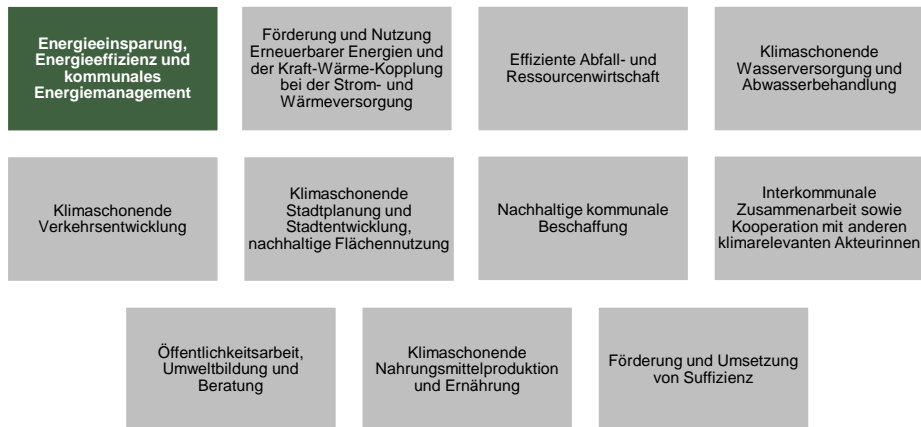 Energieeinsparung,
Energieeffizienz und
kommunales
Energiemanagement
Förderung und Nutzung
Erneuerbarer Energien und
der Kraft-Wärme-Kopplung
bei der Strom- und
Wärmeversorgung
Effiziente Abfall- und
Ressourcenwirtschaft
Klimaschonende
Wasserversorgung und
Abwasserbehandlung
Klimaschonende
Verkehrsentwicklung
Klimaschonende
Stadtplanung und
Stadtentwicklung,
nachhaltige Flächennutzung
Nachhaltige kommunale
Beschaffung
Interkommunale
Zusammenarbeit sowie
Kooperation mit anderen
klimarelevanten Akteurinnen
Öffentlichkeitsarbeit,
Umweltbildung und
Beratung
Klimaschonende
Nahrungsmittelproduktion
und Ernährung
Förderung und Umsetzung
von Suffizienz